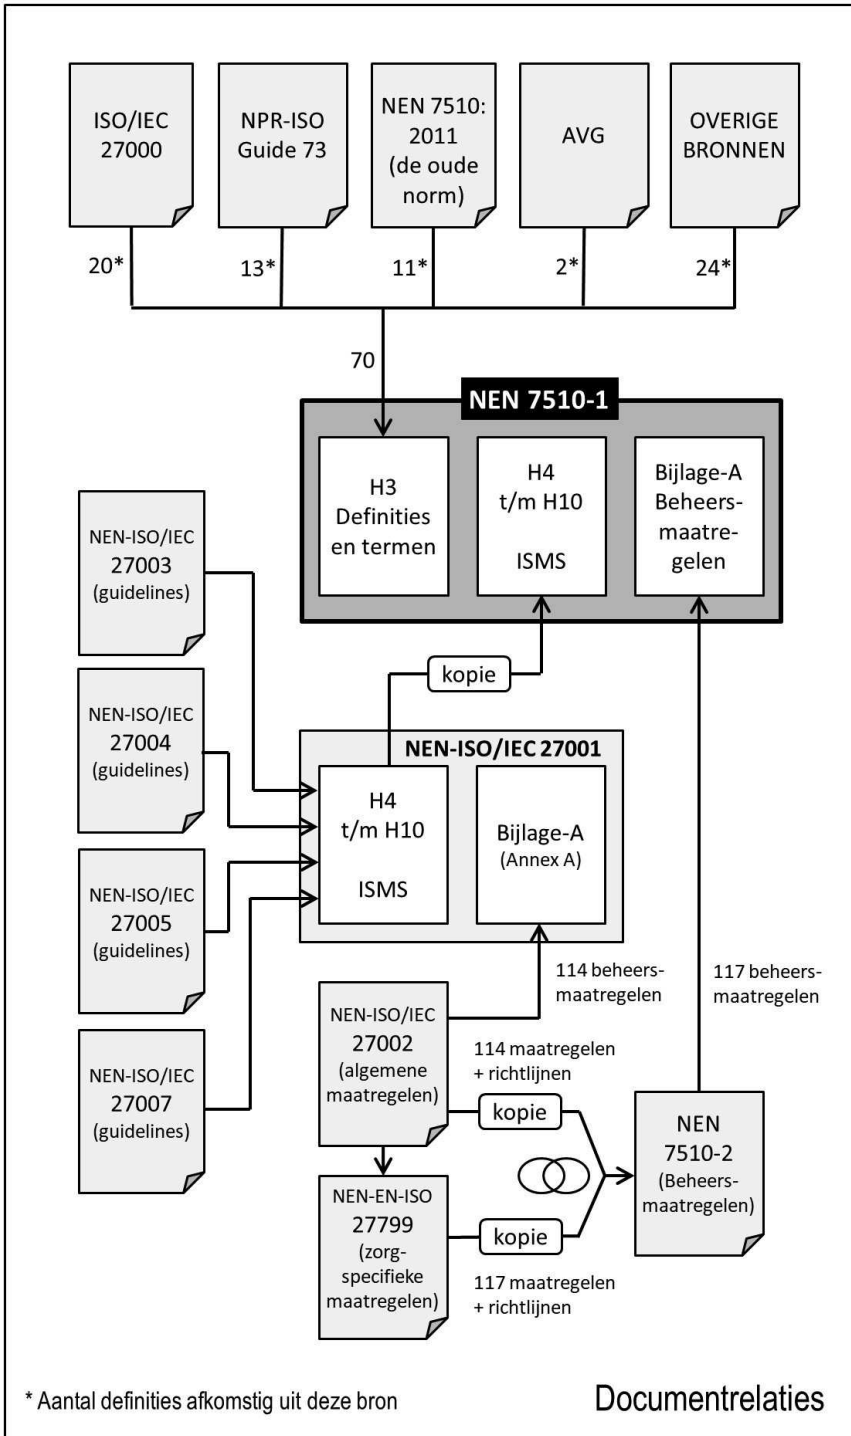 ISO/IEC
27000
NPR-ISO
Guide 73
NEN 7510:
2011
(de oude
norm)
AVG
OVERIGE
BRONNEN
20*
13*
11*
2*
24*
70
NEN 7510-1
H3
Definities
en termen
H4
t/m H10
ISMS
Bijlage-A
Beheers-
maatre-
gelen
NEN-ISO/IEC
27003
(guidelines)
kopie
NEN-ISO/IEC
27004
(guidelines)
NEN-ISO/IEC 27001
H4
t/m H10
ISMS
Bijlage-A
(Annex A)
NEN-ISO/IEC
27005
(guidelines)
114 beheers-
maatregelen
117 beheers-
maatregelen
NEN-ISO/IEC
27007
(guidelines)
NEN-ISO/IEC
27002
(algemene
maatregelen)
114 maatregelen
+ richtlijnen
kopie
NEN
7510-2
(Beheers-
maatregelen)
NEN-EN-ISO
27799
(zorg-
specifieke
maatregelen)
kopie
117 maatregelen
+ richtlijnen
* Aantal definities afkomstig uit deze bron
Documentrelaties